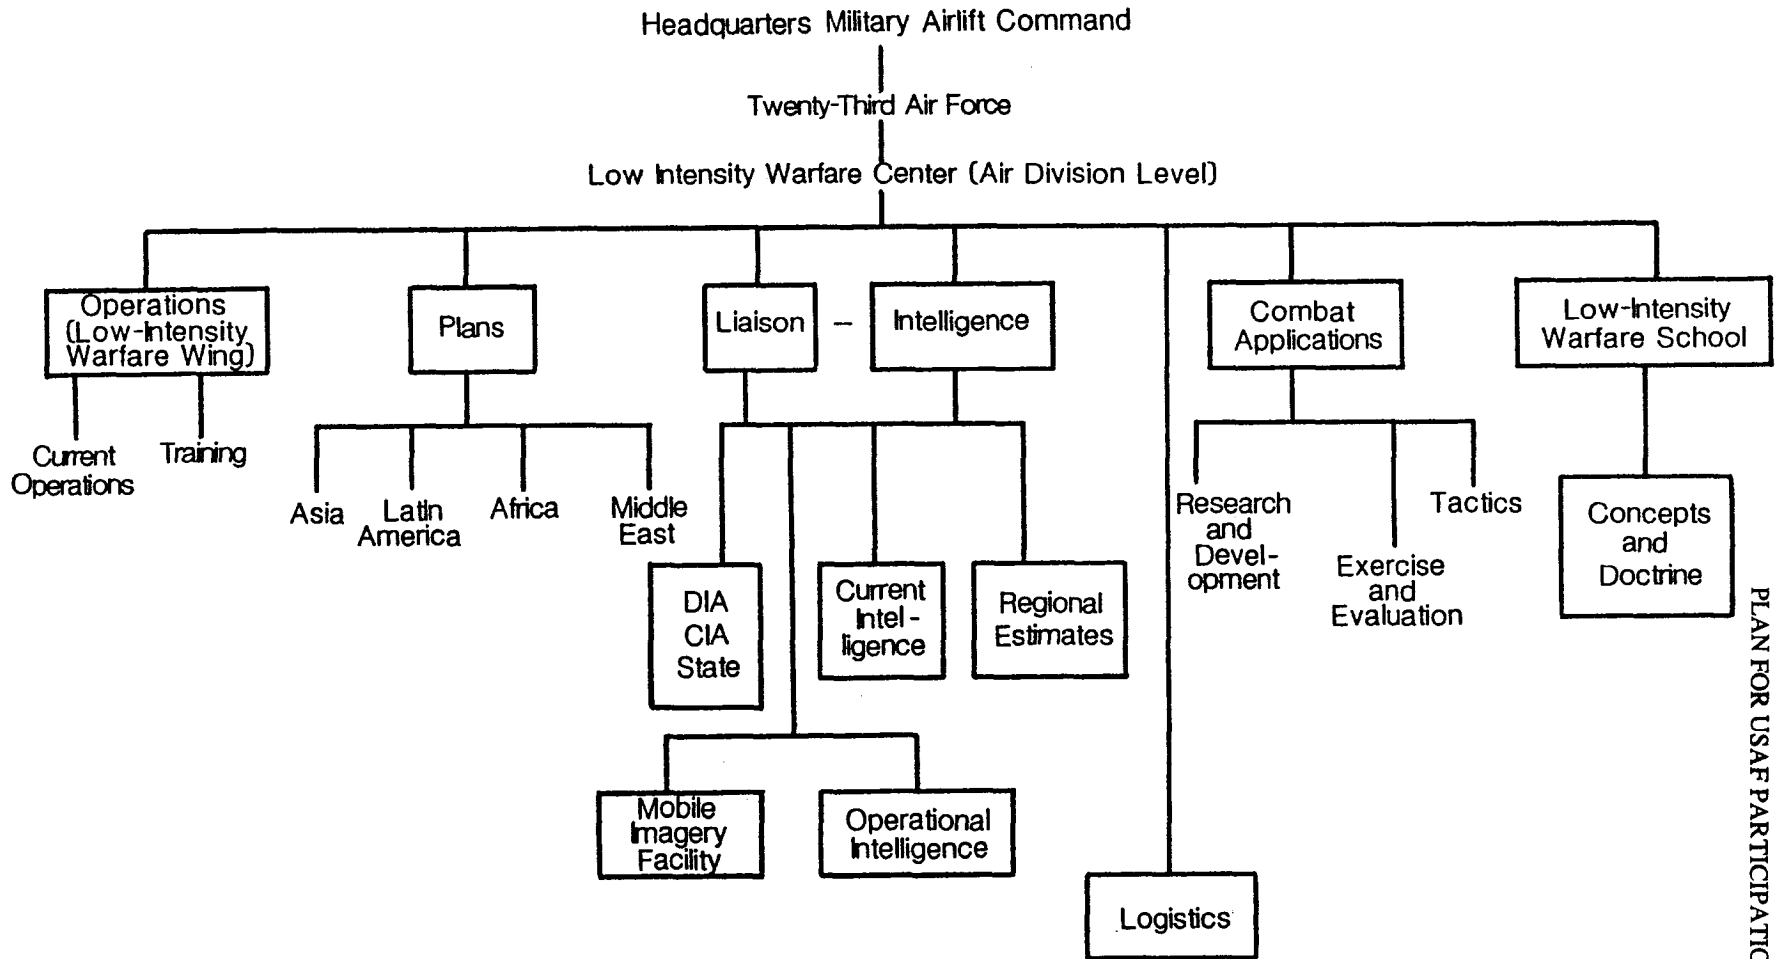 Headquarters Military Airlift Command
Twenty-Third Air Force
Low Intensity Warfare Center (Air Division Level)
Operations
(Low-Intensity
Warfare Wing)
Plans
Liaison
–
Intelligence
Combat
Applications
Low-Intensity
Warfare School
Current
Operations
Training
Asia
Latin
America
Africa
Middle
East
DIA
CIA
State
Current
Intel-
ligence
Regional
Estimates
Mobile
Imagery
Facility
Operational
Intelligence
Logistics
Research
and
Devel-
opment
Exercise
and
Evaluation
Tactics
Concepts
and
Doctrine
PLAN FOR USAF